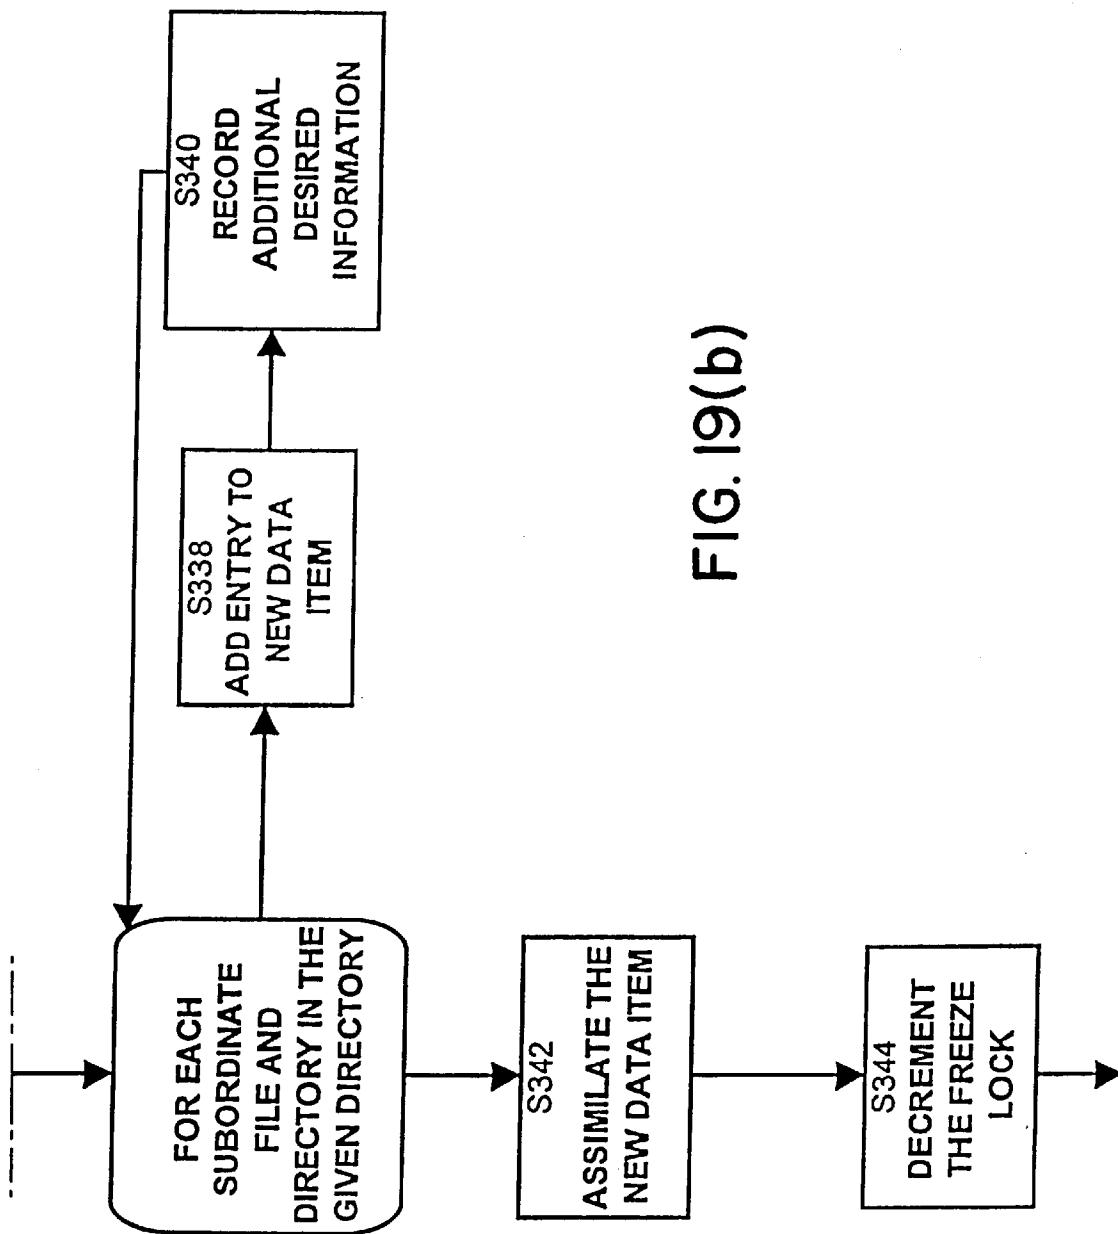 FOR EACH
SUBORDINATE
FILE AND
DIRECTORY IN THE
GIVEN DIRECTORY
S338
ADD ENTRY TO
NEW DATA
ITEM
S340
RECORD
ADDITIONAL
DESIRED
INFORMATION
S342
ASSIMILATE THE
NEW DATA ITEM
S344
DECREMENT
THE FREEZE
LOCK
FIG. 19(b)